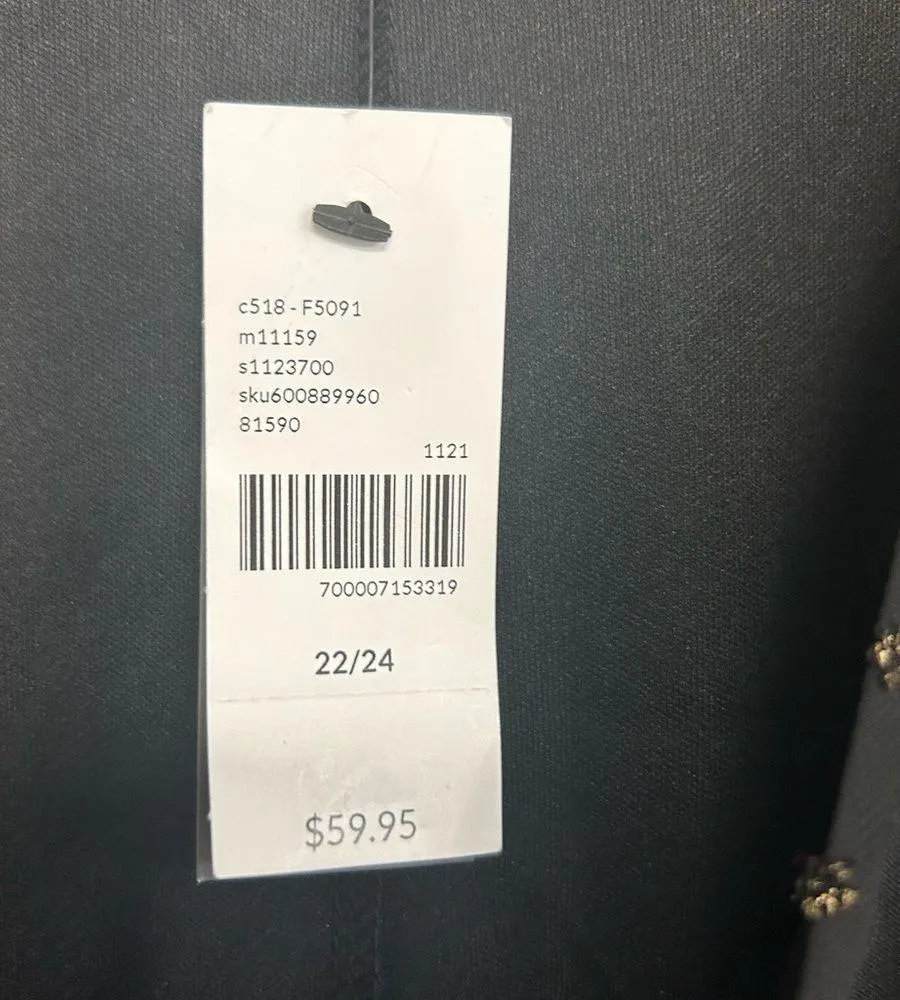 c518 - F5091
m11159
s1123700
sku600889960
81590
1121
700007153319
22/24
$59.95